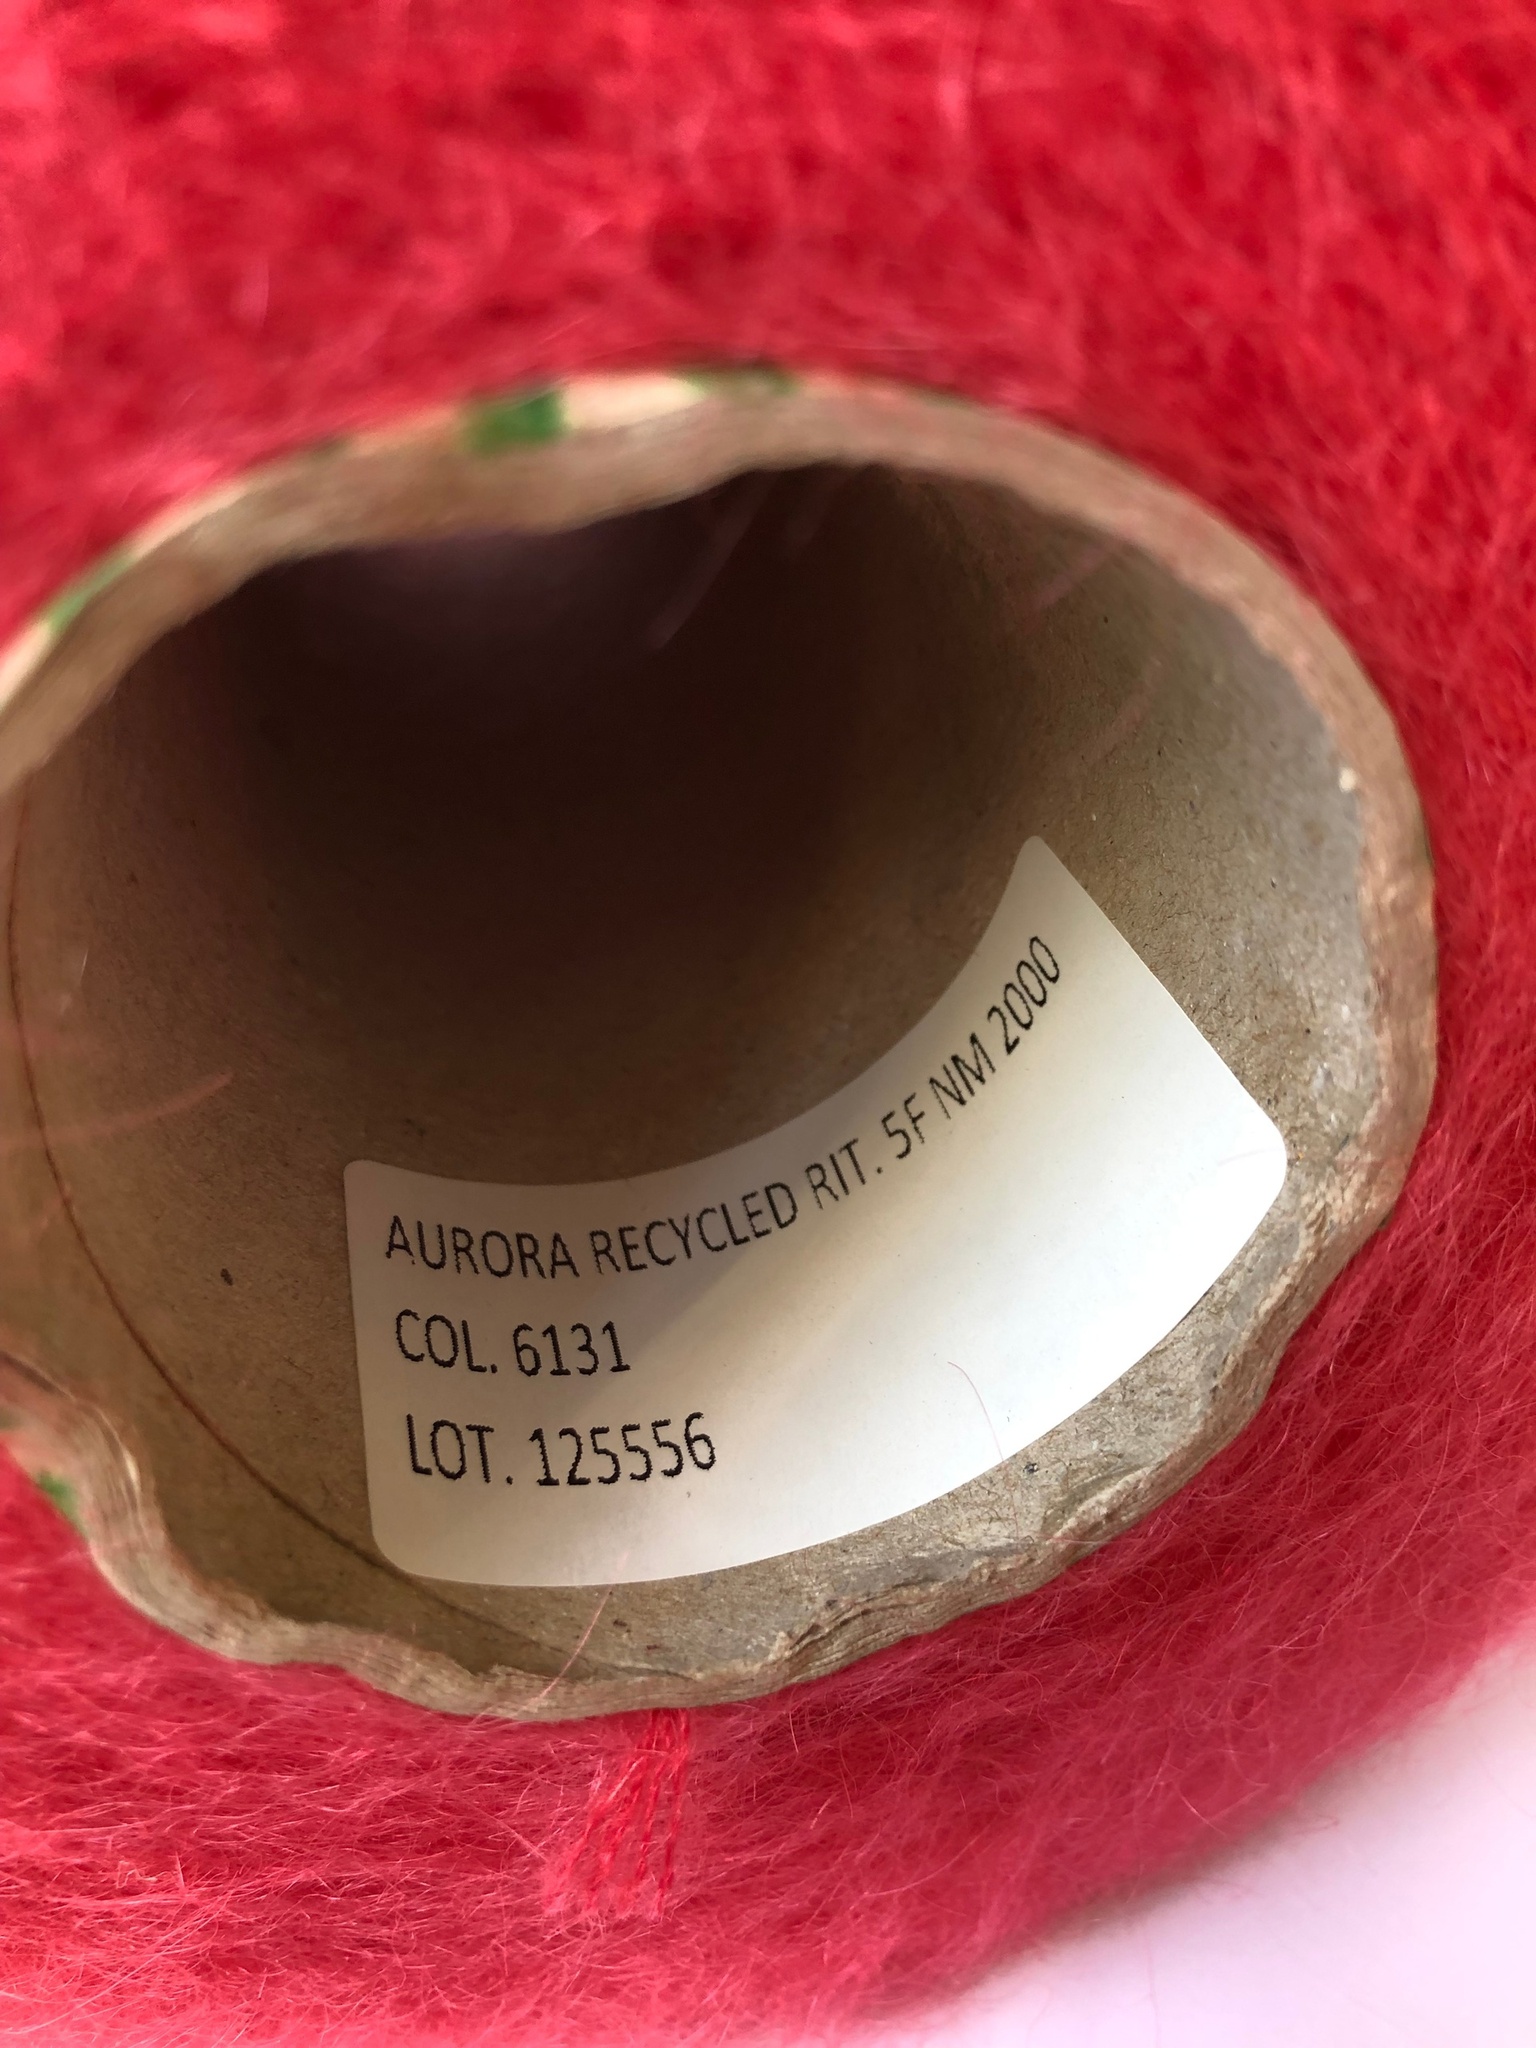 AURORA RECYCLED RIT. 5F NM 2000
COL. 6131
LOT. 125556